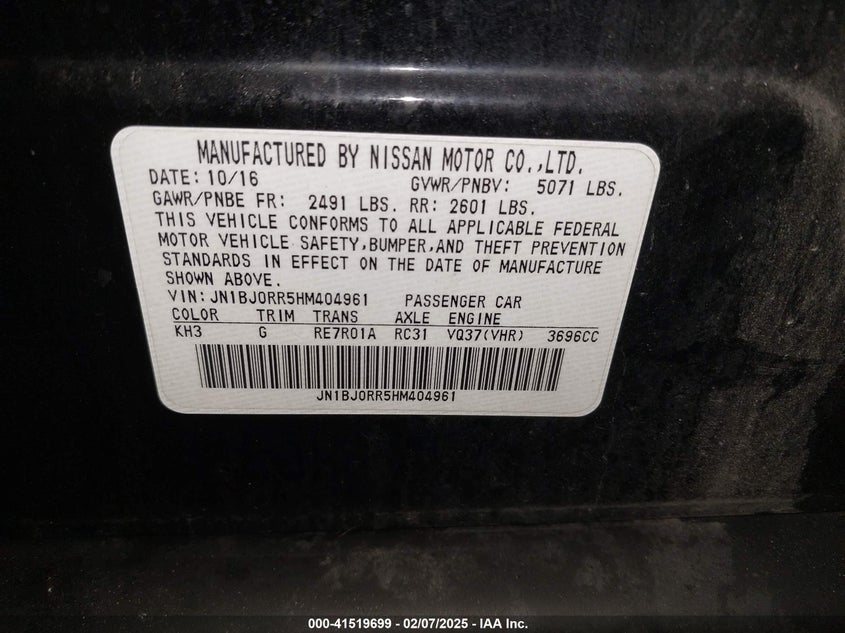 MANUFACTURED BY NISSAN MOTOR CO.,LTD.
DATE: 10/16 GVWR/PNBV: 5071 LBS.
GAWR/PNBE FR: 2491 LBS. RR: 2601 LBS.
THIS VEHICLE CONFORMS TO ALL APPLICABLE FEDERAL
MOTOR VEHICLE SAFETY,BUMPER,AND THEFT PREVENTION
STANDARDS IN EFFECT ON THE DATE OF MANUFACTURE
SHOWN ABOVE.
VIN: JN1BJ0RR5HM404961 PASSENGER CAR
COLOR TRIM TRANS AXLE ENGINE
KH3 G RE7R01A RC31 VQ37(VHR) 3696CC
JN1BJ0RR5HM404961
000-41519699 - 02/07/2025 - IAA Inc.